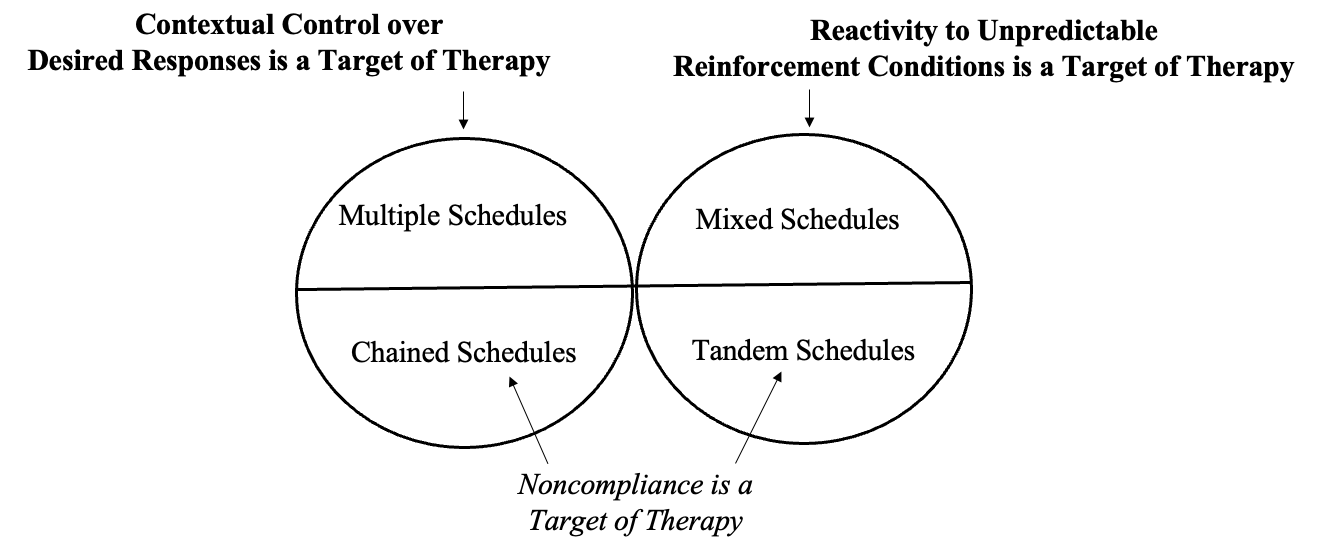 Contextual Control over
Desired Responses is a Target of Therapy
Reactivity to Unpredictable
Reinforcement Conditions is a Target of Therapy
Multiple Schedules
Mixed Schedules
Chained Schedules
Tandem Schedules
Noncompliance is a
Target of Therapy